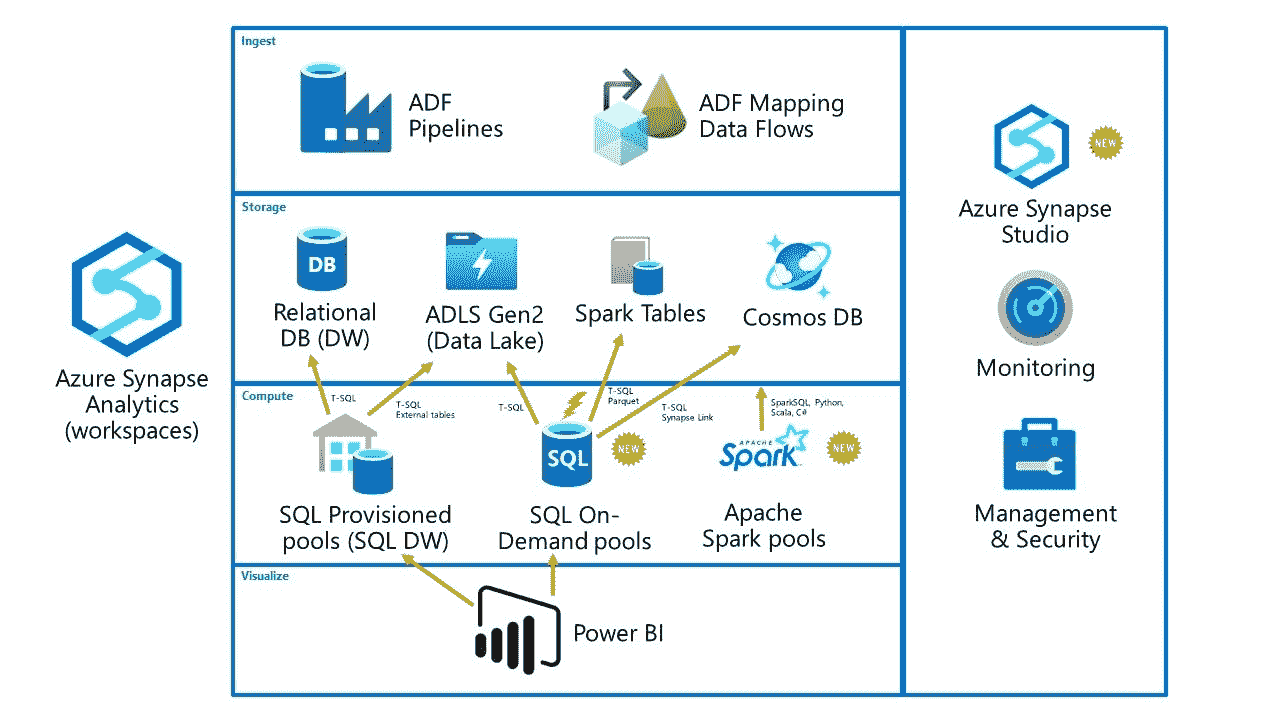 Ingest
ADF
Pipelines
ADF Mapping
Data Flows
Storage
DB
Relational
DB (DW)
ADLS Gen2
(Data Lake)
Spark Tables
Cosmos DB
Azure Synapse
Analytics
(workspaces)
Compute
T-SQL
T-SQL
External tables
T-SQL
T-SQL
Parquet
T-SQL
Synapse Link
SparkSQL, Python,
Scala, C#
SQL
NEW
APACHE
Spark
NEW
SQL Provisioned
pools (SQL DW)
SQL On-
Demand pools
Apache
Spark pools
Visualize
Power BI
NEW
Azure Synapse
Studio
Monitoring
Management
& Security